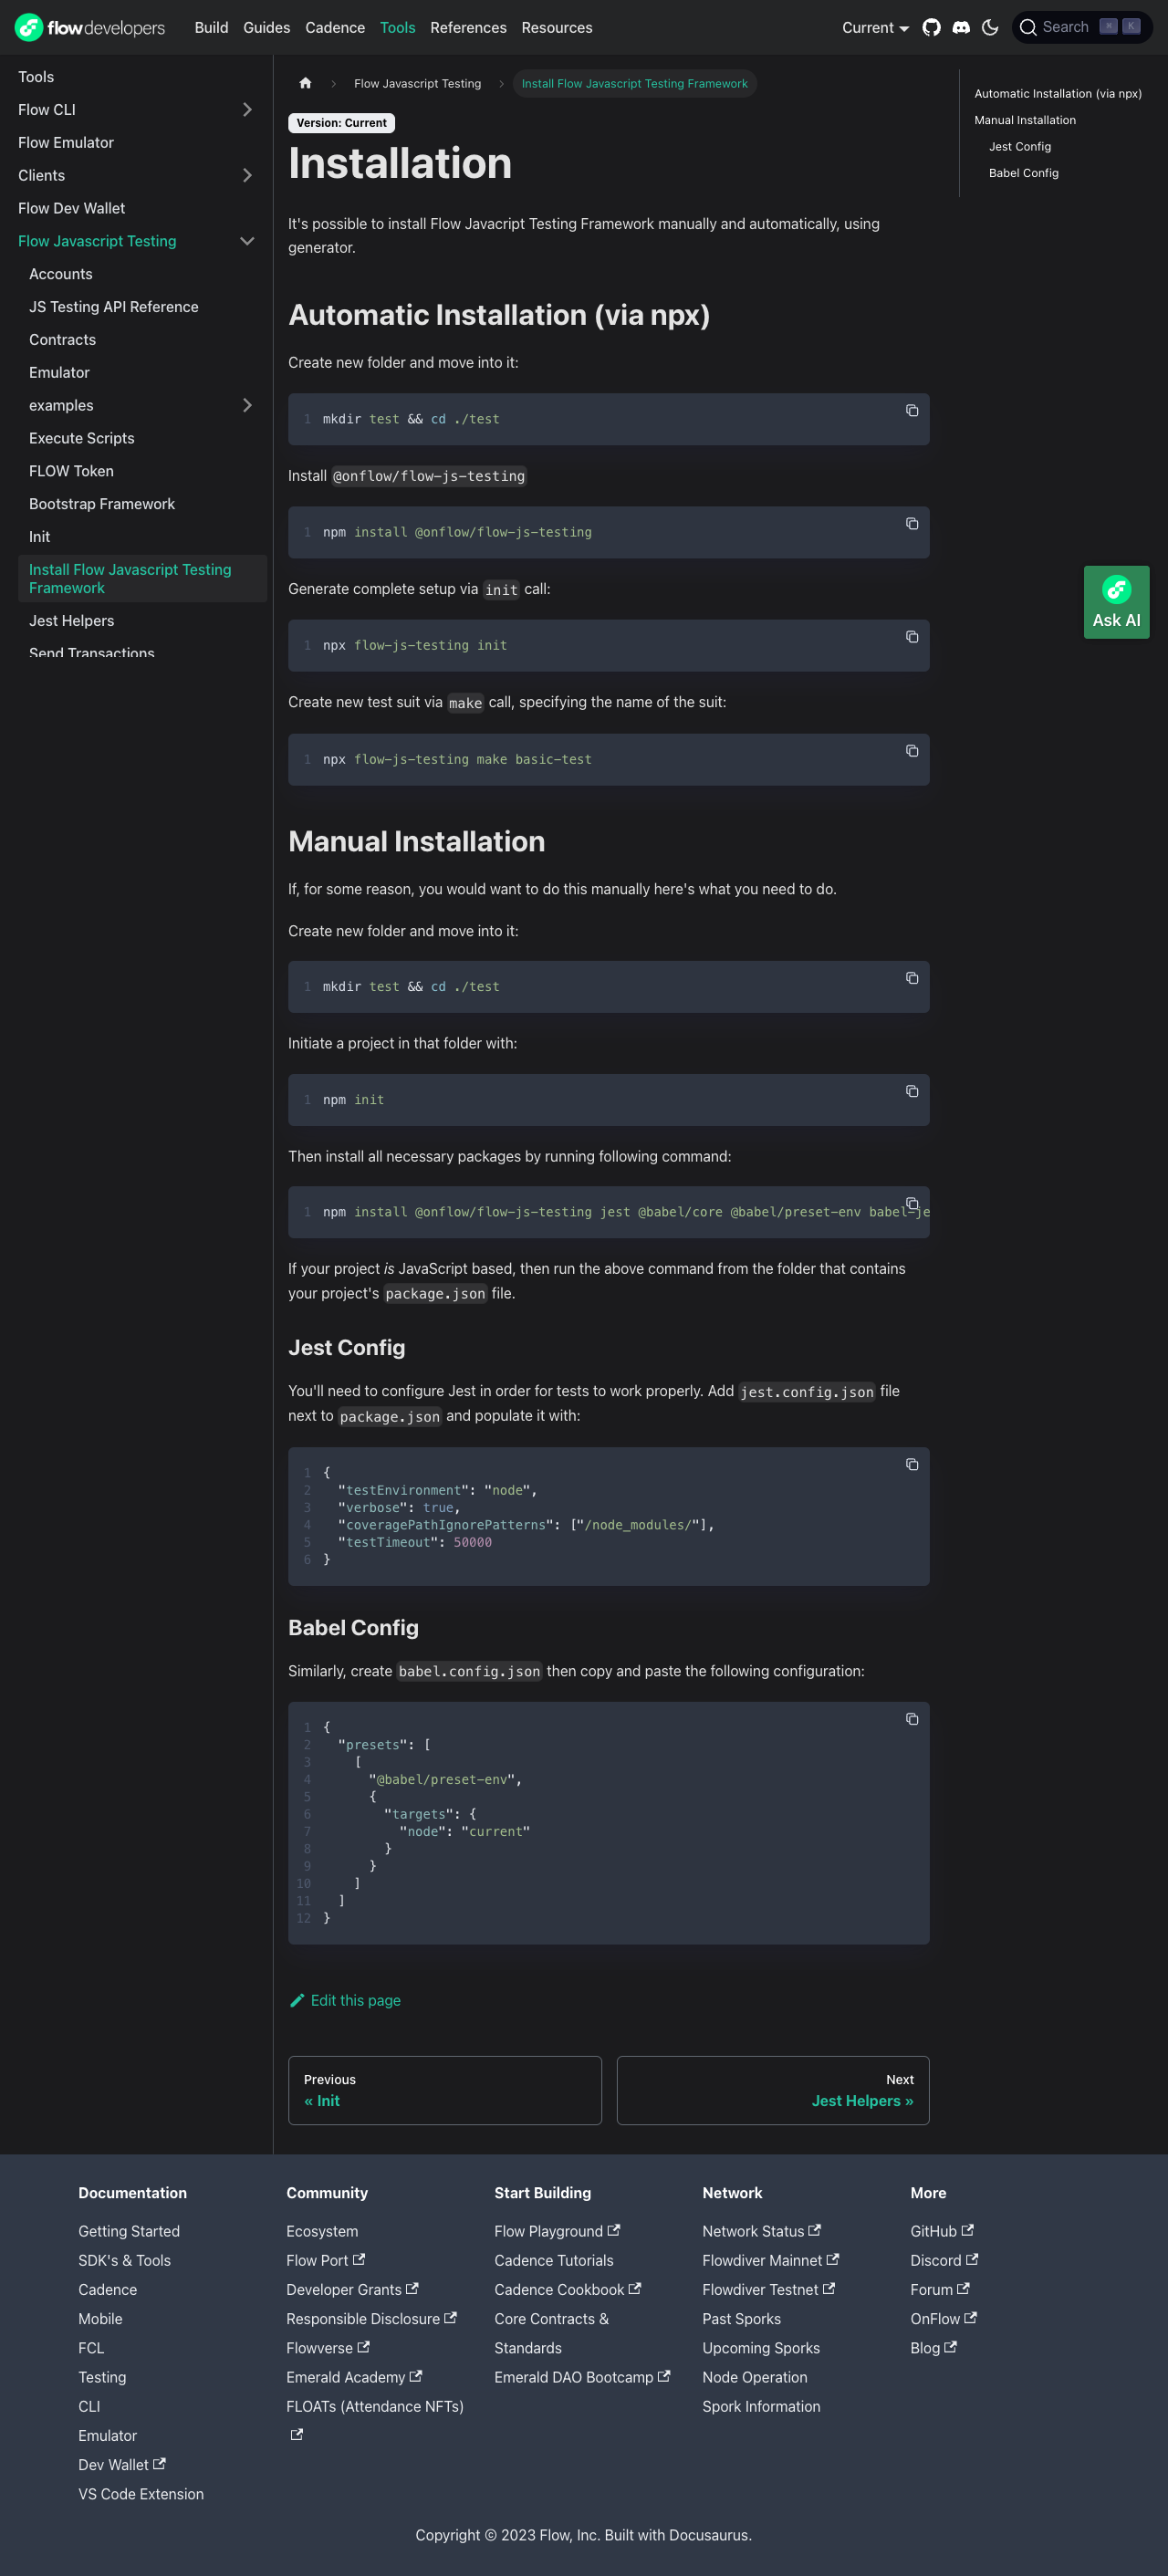 flowdevelopers Build Guides Cadence Tools References Resources Current Search ⌘ K
Tools
Flow CLI
Flow Emulator
Clients
Flow Dev Wallet
Flow Javascript Testing
Accounts
JS Testing API Reference
Contracts
Emulator
examples
Execute Scripts
FLOW Token
Bootstrap Framework
Init
Install Flow Javascript Testing
Framework
Jest Helpers
Send Transactions
Flow Javascript Testing Install Flow Javascript Testing Framework
Version: Current
Installation
It's possible to install Flow Javacript Testing Framework manually and automatically, using
generator.
Automatic Installation (via npx)
Create new folder and move into it:
1 mkdir test && cd ./test
Install @onflow/flow-js-testing
1 npm install @onflow/flow-js-testing
Generate complete setup via init call:
1 npx flow-js-testing init
Create new test suit via make call, specifying the name of the suit:
1 npx flow-js-testing make basic-test
Manual Installation
If, for some reason, you would want to do this manually here's what you need to do.
Create new folder and move into it:
1 mkdir test && cd ./test
Initiate a project in that folder with:
1 npm init
Then install all necessary packages by running following command:
1 npm install @onflow/flow-js-testing jest @babel/core @babel/preset-env babel-je
If your project is JavaScript based, then run the above command from the folder that contains
your project's package.json file.
Jest Config
You'll need to configure Jest in order for tests to work properly. Add jest.config.json file
next to package.json and populate it with:
1 {
2 "testEnvironment": "node",
3 "verbose": true,
4 "coveragePathIgnorePatterns": ["/node_modules/"],
5 "testTimeout": 50000
6 }
Babel Config
Similarly, create babel.config.json then copy and paste the following configuration:
1 {
2 "presets": [
3 [
4 "@babel/preset-env",
5 {
6 "targets": {
7 "node": "current"
8 }
9 }
10 ]
11 ]
12 }
Edit this page
Previous
« Init
Next
Jest Helpers »
Automatic Installation (via npx)
Manual Installation
Jest Config
Babel Config
Ask AI
Documentation
Getting Started
SDK's & Tools
Cadence
Mobile
FCL
Testing
CLI
Emulator
Dev Wallet
VS Code Extension
Community
Ecosystem
Flow Port
Developer Grants
Responsible Disclosure
Flowverse
Emerald Academy
FLOATs (Attendance NFTs)
Start Building
Flow Playground
Cadence Tutorials
Cadence Cookbook
Core Contracts &
Standards
Emerald DAO Bootcamp
Network
Network Status
Flowdiver Mainnet
Flowdiver Testnet
Past Sporks
Upcoming Sporks
Node Operation
Spork Information
More
GitHub
Discord
Forum
OnFlow
Blog
Copyright © 2023 Flow, Inc. Built with Docusaurus.